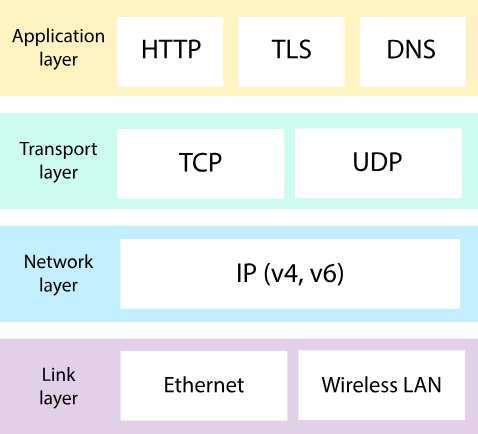 Application
layer
HTTP
TLS
DNS
Transport
layer
TCP
UDP
Network
layer
IP (v4, v6)
Link
layer
Ethernet
Wireless LAN